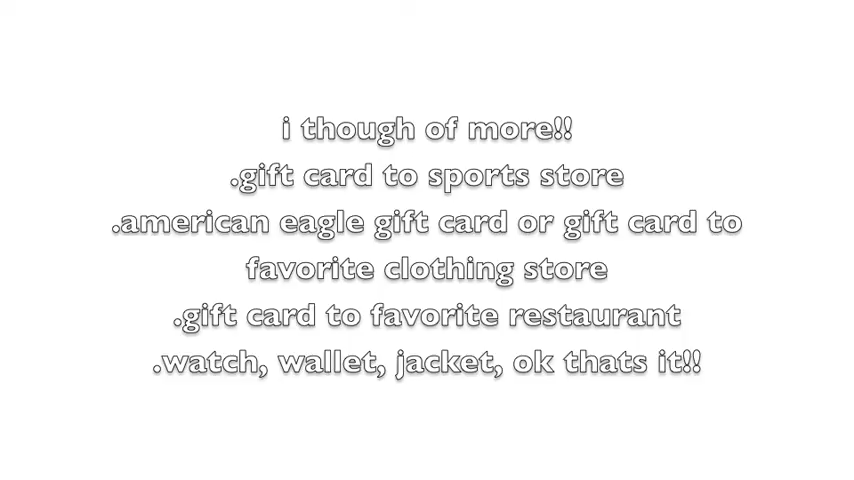 i though of more!!
.gift card to sports store
.american eagle gift card or gift card to
favorite clothing store
.gift card to favorite restaurant
.watch, wallet, jacket, ok thats it!!